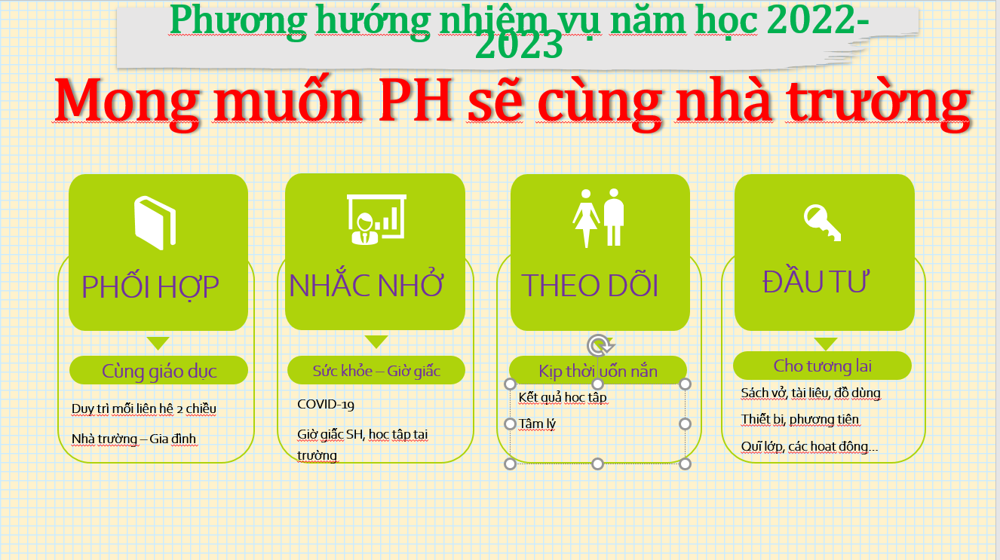 Phương hướng nhiệm vụ năm học 2022-
2023
Mong muốn PH sẽ cùng nhà trường
PHỐI HỢP
Cùng giáo dục
Duy trì mối liên hệ 2 chiều
Nhà trường – Gia đình
NHẮC NHỞ
Sức khỏe – Giờ giấc
COVID-19
Giờ giấc SH, học tập tại
trường
THEO DÕI
Kịp thời uốn nắn
Kết quả học tập
Tâm lý
ĐẦU TƯ
Cho tương lai
Sách vở, tài liệu, đồ dùng
Thiết bị, phương tiện
Quĩ lớp, các hoạt động...